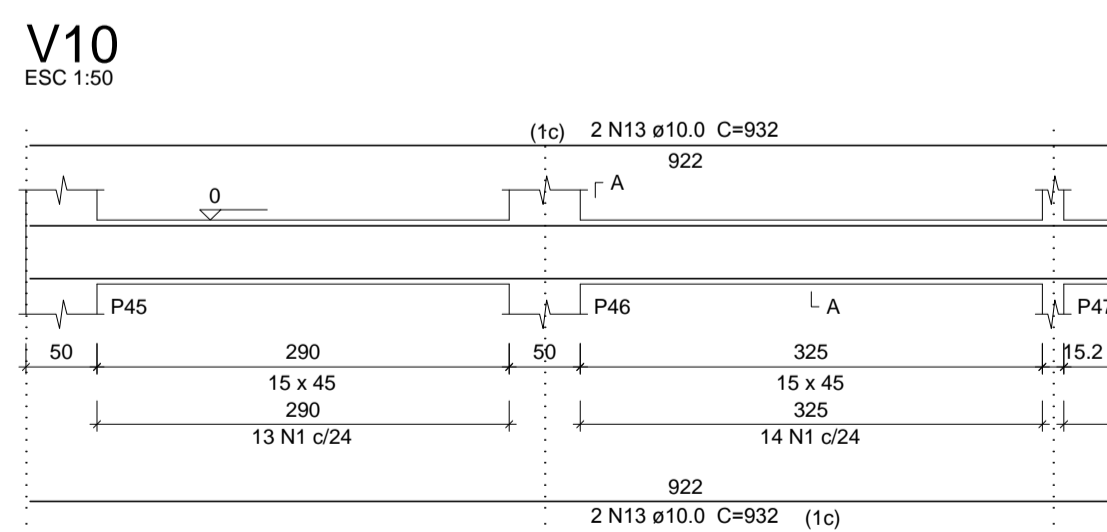 V10
ESC 1:50
(1c) 2 N13 ø10.0 C=932
922
A
0
P45 P46 A P47
50 290 50 325 15.2
15 x 45 15 x 45
290 325
13 N1 c/24 14 N1 c/24
922
2 N13 ø10.0 C=932 (1c)